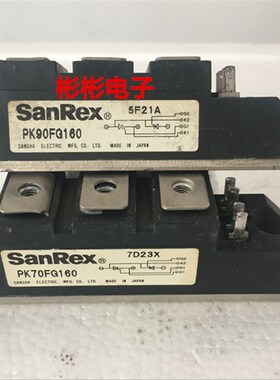 彬彬电子
SanRex® 5F21A
PK90FG160
SANSHA ELECTRIC MFG. CO. LTD. MADE IN JAPAN
SanRex® 7D23X
PK70FG160
SANSHA ELECTRIC MFG. CO., LTD. MADE IN JAPAN